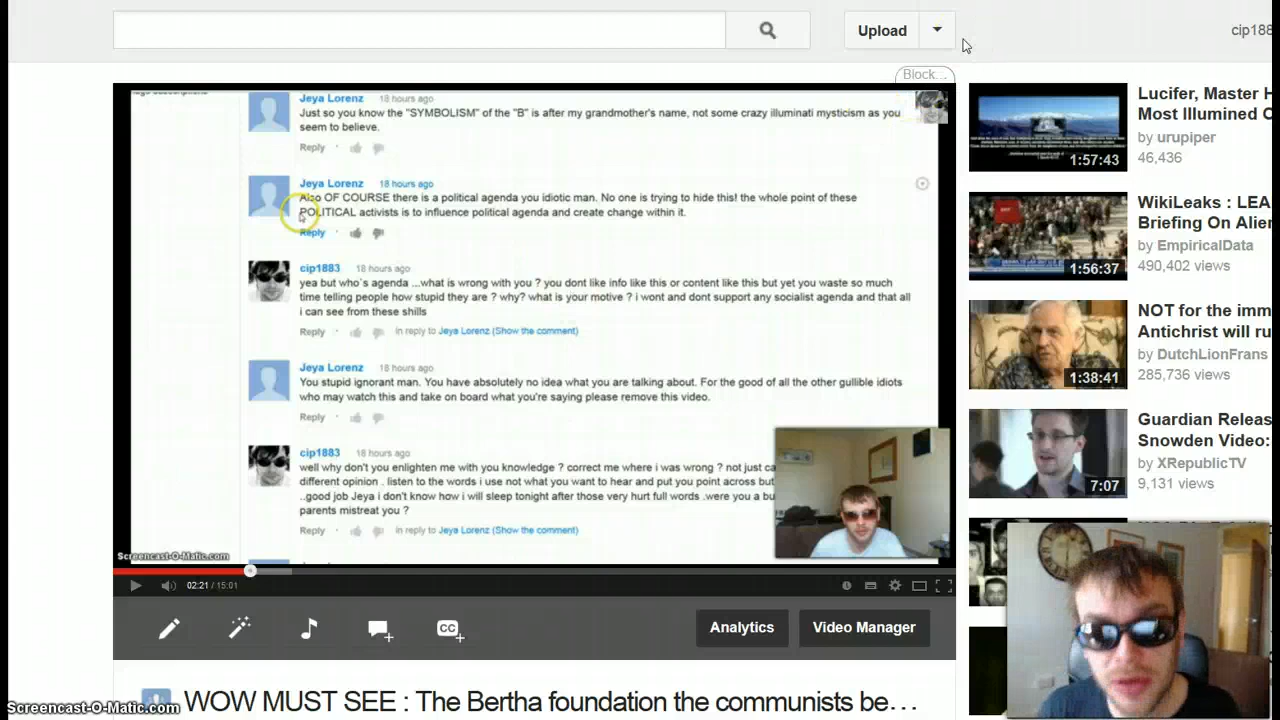 Upload
cip188
Block...
Jeya Lorenz 18 hours ago
Just so you know the "SYMBOLISM" of the "B" is after my grandmother's name, not some crazy illuminati mysticism as you
seem to believe.
Reply
Jeya Lorenz 18 hours ago
Also OF COURSE there is a political agenda you idiotic man. No one is trying to hide this! the whole point of these
POLITICAL activists is to influence political agenda and create change within it.
Reply
cip1883 18 hours ago
yea but who's agenda ...what is wrong with you ? you dont like info like this or content like this but yet you waste so much
time telling people how stupid they are ? why? what is your motive ? i wont and dont support any socialist agenda and that all
i can see from these shills
Reply in reply to Jeya Lorenz (Show the comment)
Jeya Lorenz 18 hours ago
You stupid ignorant man. You have absolutely no idea what you are talking about. For the good of all the other gullible idiots
who may watch this and take on board what you're saying please remove this video.
Reply
cip1883 18 hours ago
well why don't you enlighten me with you knowledge ? correct me where i was wrong ? not just ca
different opinion . listen to the words i use not what you want to hear and put you point across but
..good job Jeya i don't know how i will sleep tonight after those very hurt full words .were you a bu
parents mistreat you ?
Reply in reply to Jeya Lorenz (Show the comment)
Screencast-O-Matic.com
02:21 / 15:01
CC
Analytics
Video Manager
WOW MUST SEE : The Bertha foundation the communists be...
Screencast-O-Matic.com
Lucifer, Master H
Most Illumined O
by urupiper
46,436
1:57:43
WikiLeaks : LEA
Briefing On Alien
by EmpiricalData
490,402 views
1:56:37
NOT for the imm
Antichrist will ru
by DutchLionFrans
285,736 views
1:38:41
Guardian Releas
Snowden Video:
by XRepublicTV
9,131 views
7:07